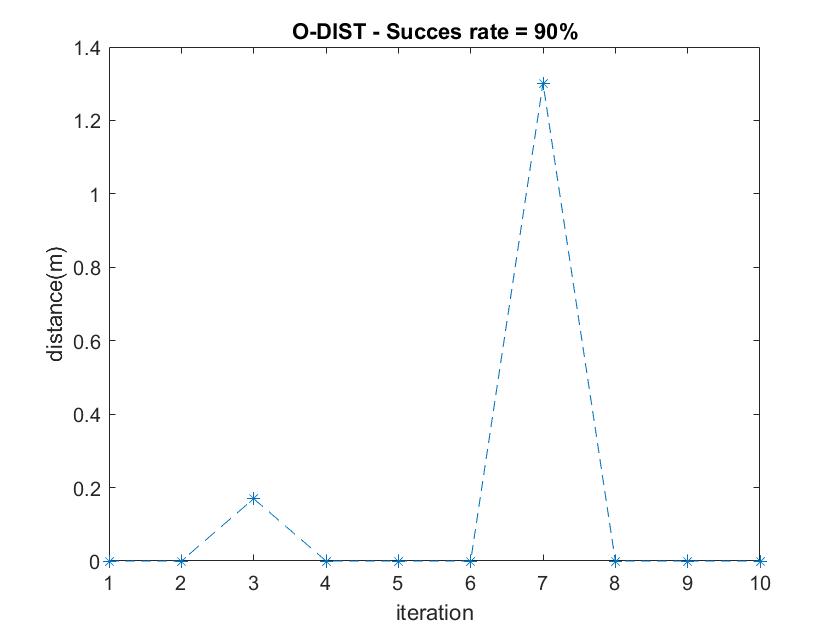 O-DIST - Succes rate = 90%
1.4
1.2
1
0.8
0.6
0.4
0.2
0
distance(m)
1 2 3 4 5 6 7 8 9 10
iteration